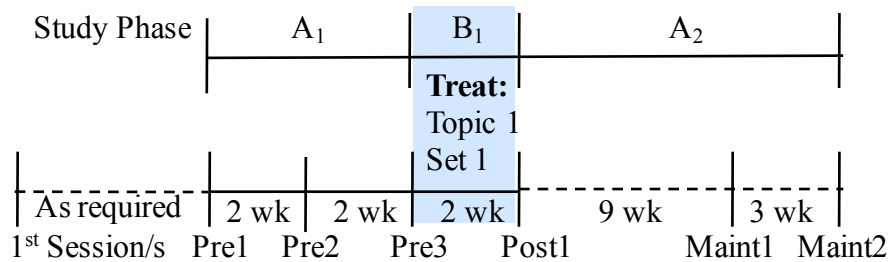 Study Phase A₁ B₁ A₂
Treat:
Topic 1
Set 1
As required 2 wk 2 wk 2 wk 9 wk 3 wk
1ˢᵗ Session/s Pre1 Pre2 Pre3 Post1 Maint1 Maint2